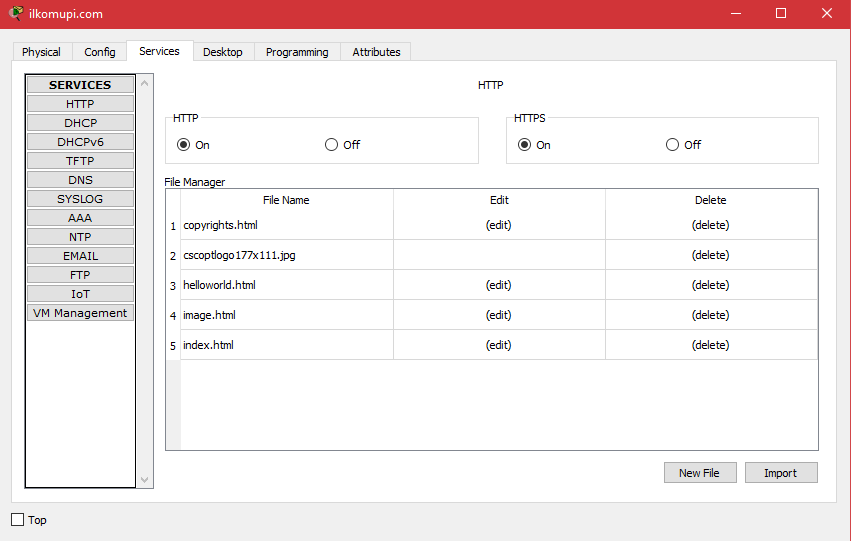 ilkomupi.com
Physical Config Services Desktop Programming Attributes
SERVICES
HTTP
DHCP
DHCPv6
TFTP
DNS
SYSLOG
AAA
NTP
EMAIL
FTP
IoT
VM Management
HTTP
HTTP
On Off
HTTPS
On Off
File Manager
File Name Edit Delete
1 copyrights.html (edit) (delete)
2 cscoptlogo177x111.jpg (delete)
3 helloworld.html (edit) (delete)
4 image.html (edit) (delete)
5 index.html (edit) (delete)
New File Import
Top